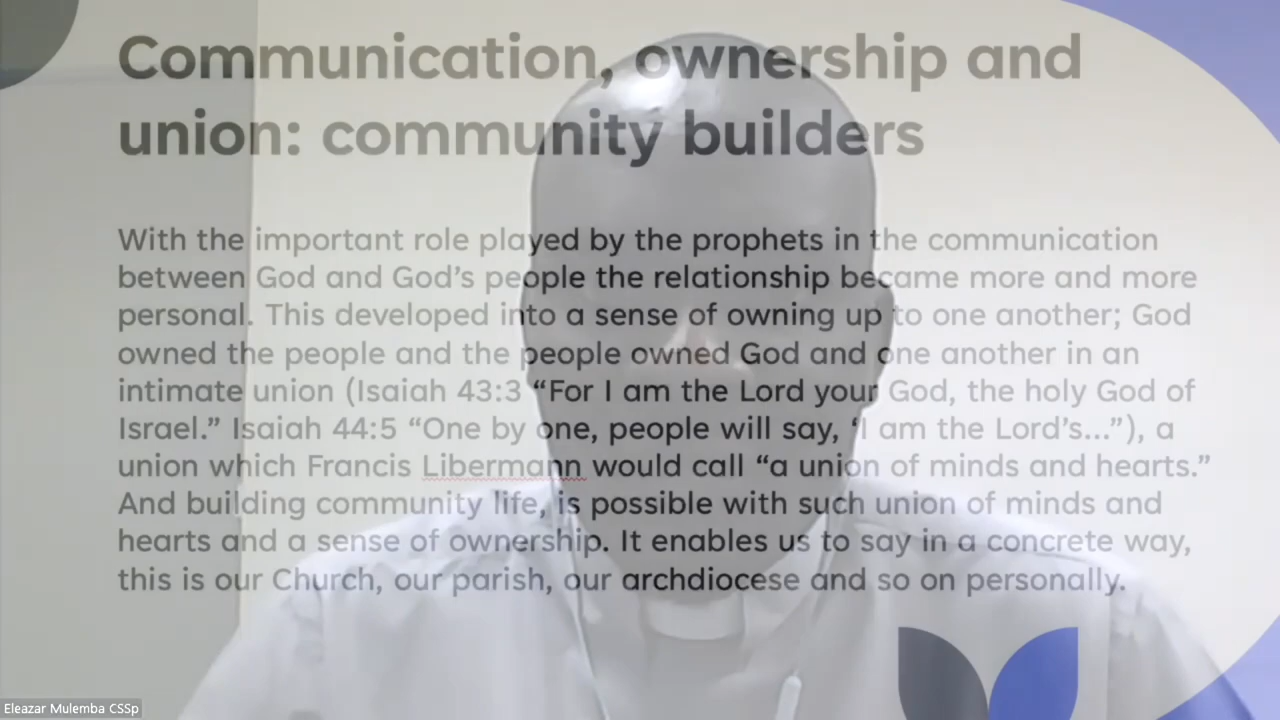 Communication, ownership and
union: community builders
With the important role played by the prophets in the communication
between God and God’s people the relationship became more and more
personal. This developed into a sense of owning up to one another; God
owned the people and the people owned God and one another in an
intimate union (Isaiah 43:3 “For I am the Lord your God, the holy God of
Israel.” Isaiah 44:5 “One by one, people will say, ‘I am the Lord’s...”), a
union which Francis Libermann would call “a union of minds and hearts.”
And building community life, is possible with such union of minds and
hearts and a sense of ownership. It enables us to say in a concrete way,
this is our Church, our parish, our archdiocese and so on personally.
Eleazar Mulemba CSSp